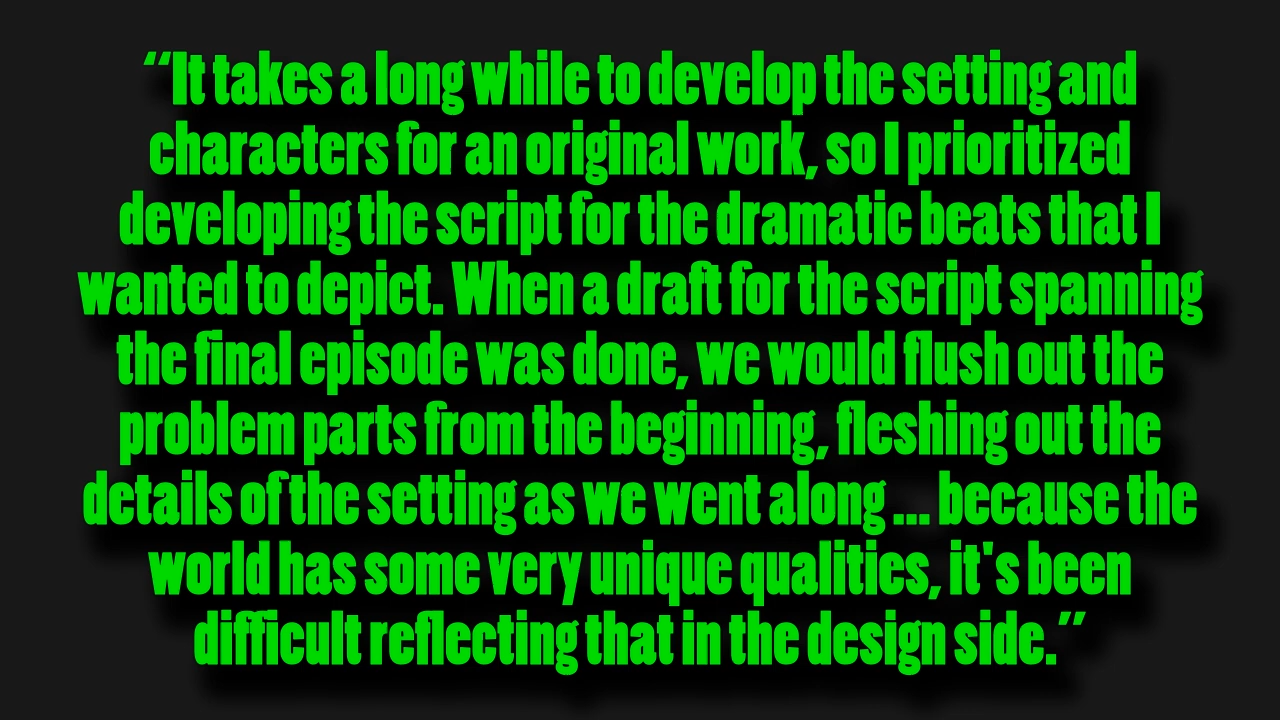 “It takes a long while to develop the setting and
characters for an original work, so I prioritized
developing the script for the dramatic beats that I
wanted to depict. When a draft for the script spanning
the final episode was done, we would flush out the
problem parts from the beginning, fleshing out the
details of the setting as we went along ... because the
world has some very unique qualities, it's been
difficult reflecting that in the design side.”